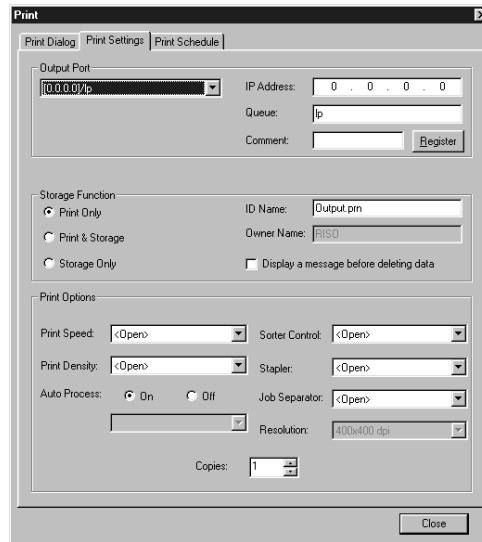 Print
Print Dialog Print Settings Print Schedule
Output Port
[0.0.0.0]/lp IP Address: 0 . 0 . 0 . 0
Queue: lp
Comment: Register
Storage Function
Print Only ID Name: Output.prn
Print & Storage Owner Name: RISO
Storage Only Display a message before deleting data
Print Options
Print Speed: <Open> Sorter Control: <Open>
Print Density: <Open> Stapler: <Open>
Auto Process: On Off Job Separator: <Open>
Resolution: 400x400 dpi
Copies: 1
Close